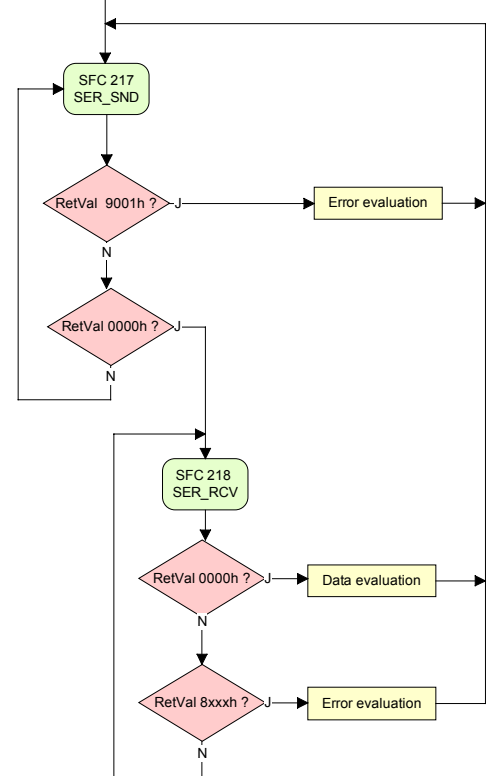 SFC 217
SER_SND
RetVal 9001h ?
J
Error evaluation
N
RetVal 0000h ?
J
N
SFC 218
SER_RCV
RetVal 0000h ?
J
Data evaluation
N
RetVal 8xxxh ?
J
Error evaluation
N